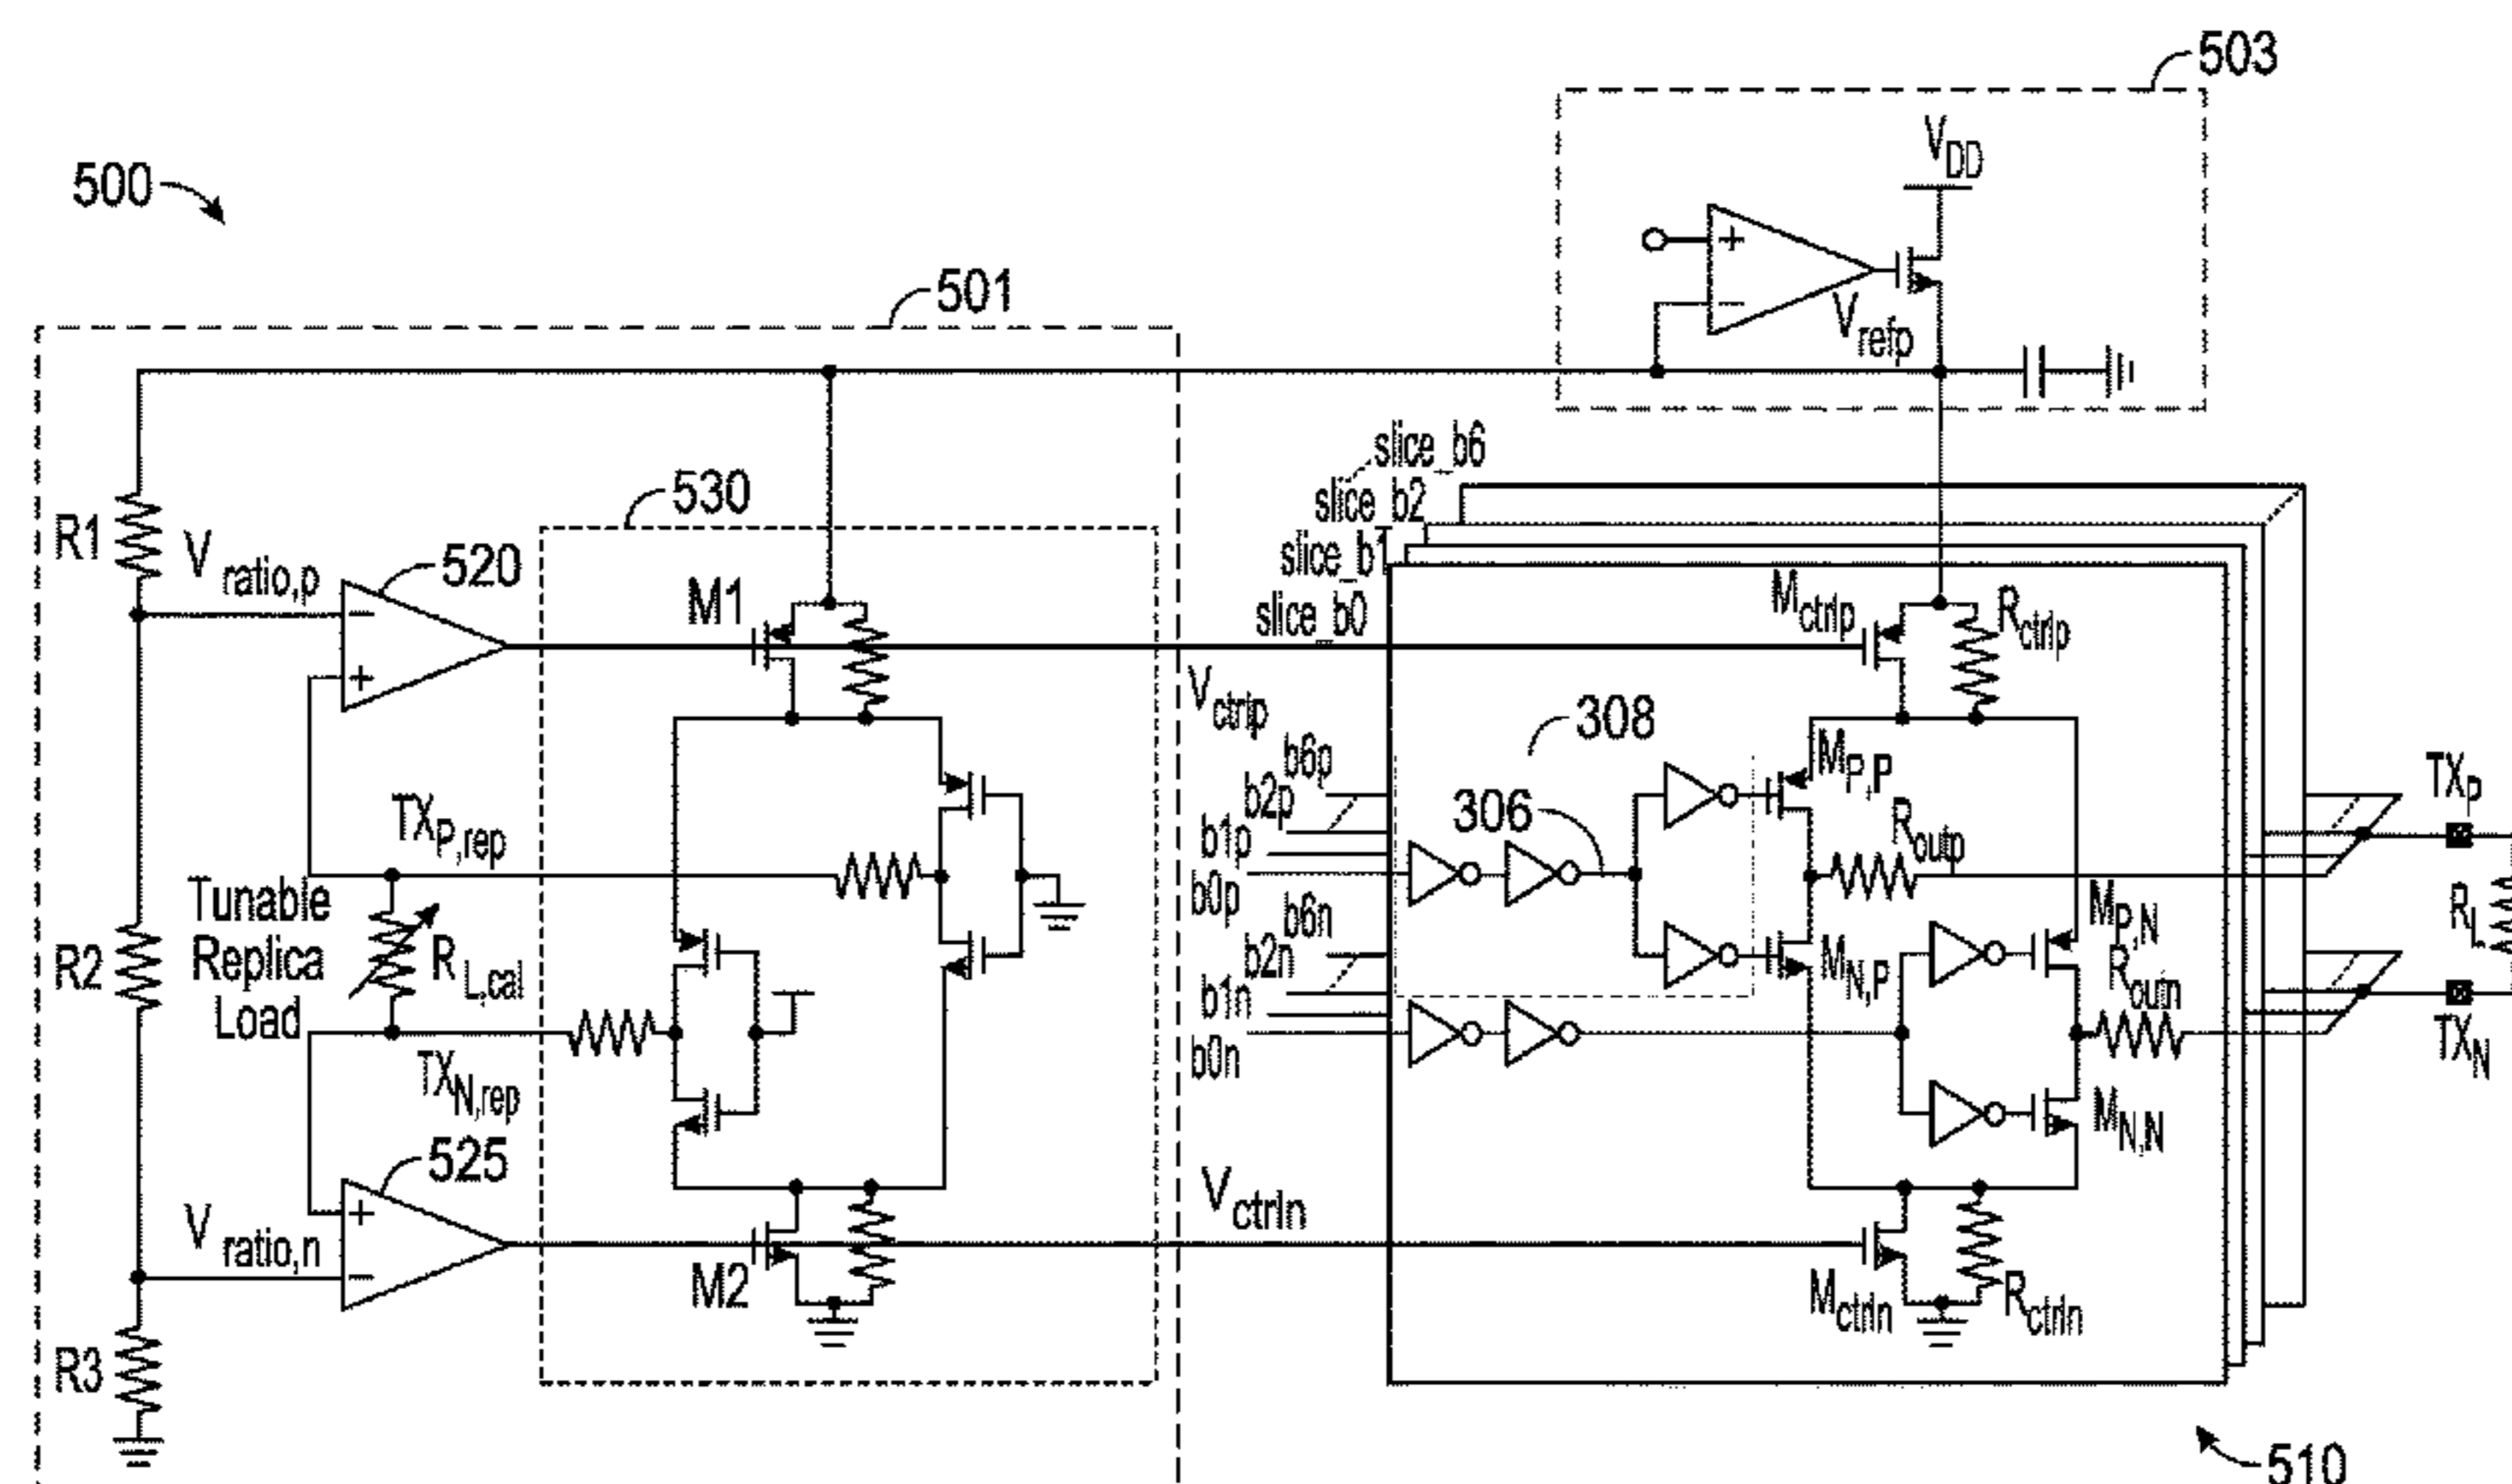 503
V_DD
500
+
−
V_refp
501
slice_b6
slice_b2
slice_b1
slice_b0
530
R1
V_ratio,p
520
M1
M_ctrlp
R_ctrlp
−
+
V_ctrlp
308
M_P,P
b6p
b2p
b1p
b0p
306
R_outp
TX_P
TX_P,rep
Tunable
Replica
Load
R2
R_L,cal
b6n
b2n
b1n
b0n
M_N,P
M_P,N
R_outn
R_L
TX_N
TX_N,rep
M_N,N
525
V_ctrln
V_ratio,n
+
−
M2
M_ctrln
R_ctrln
R3
510